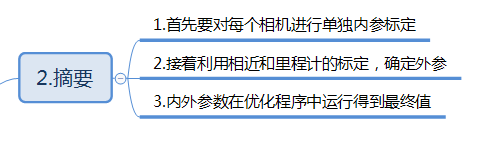 1.首先要对每个相机进行单独内参标定
2.摘要
2.接着利用相近和里程计的标定，确定外参
3.内外参数在优化程序中运行得到最终值